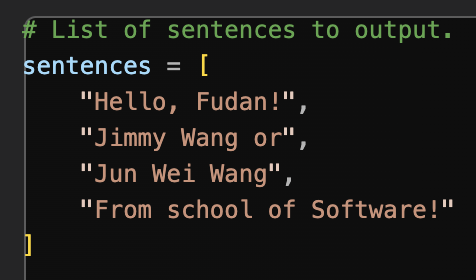 # List of sentences to output.
sentences = [
    "Hello, Fudan!",
    "Jimmy Wang or",
    "Jun Wei Wang",
    "From school of Software!"
]